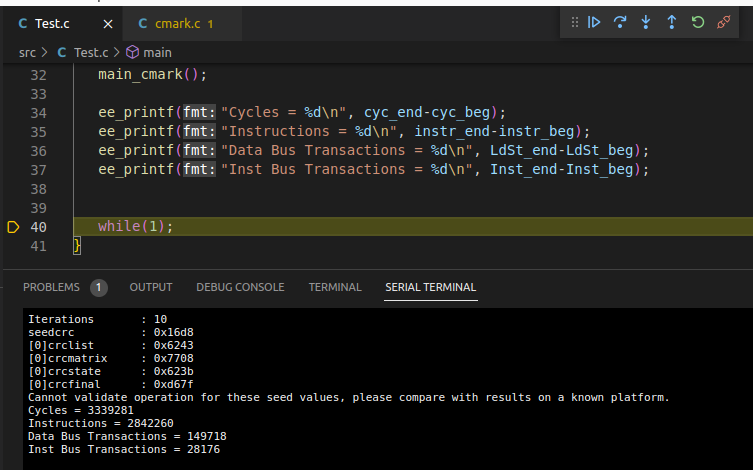 C Test.c ×
C cmark.c 1
src > C Test.c > main
32 main_cmark();
33
34 ee_printf(fmt:"Cycles = %d\n", cyc_end-cyc_beg);
35 ee_printf(fmt:"Instructions = %d\n", instr_end-instr_beg);
36 ee_printf(fmt:"Data Bus Transactions = %d\n", LdSt_end-LdSt_beg);
37 ee_printf(fmt:"Inst Bus Transactions = %d\n", Inst_end-Inst_beg);
38
39
40 while(1);
41 }
PROBLEMS 1 OUTPUT DEBUG CONSOLE TERMINAL SERIAL TERMINAL
Iterations : 10
seedcrc : 0x16d8
[0]crclist : 0x6243
[0]crcmatrix : 0x7708
[0]crcstate : 0x623b
[0]crcfinal : 0xd67f
Cannot validate operation for these seed values, please compare with results on a known platform.
Cycles = 3339281
Instructions = 2842260
Data Bus Transactions = 149718
Inst Bus Transactions = 28176